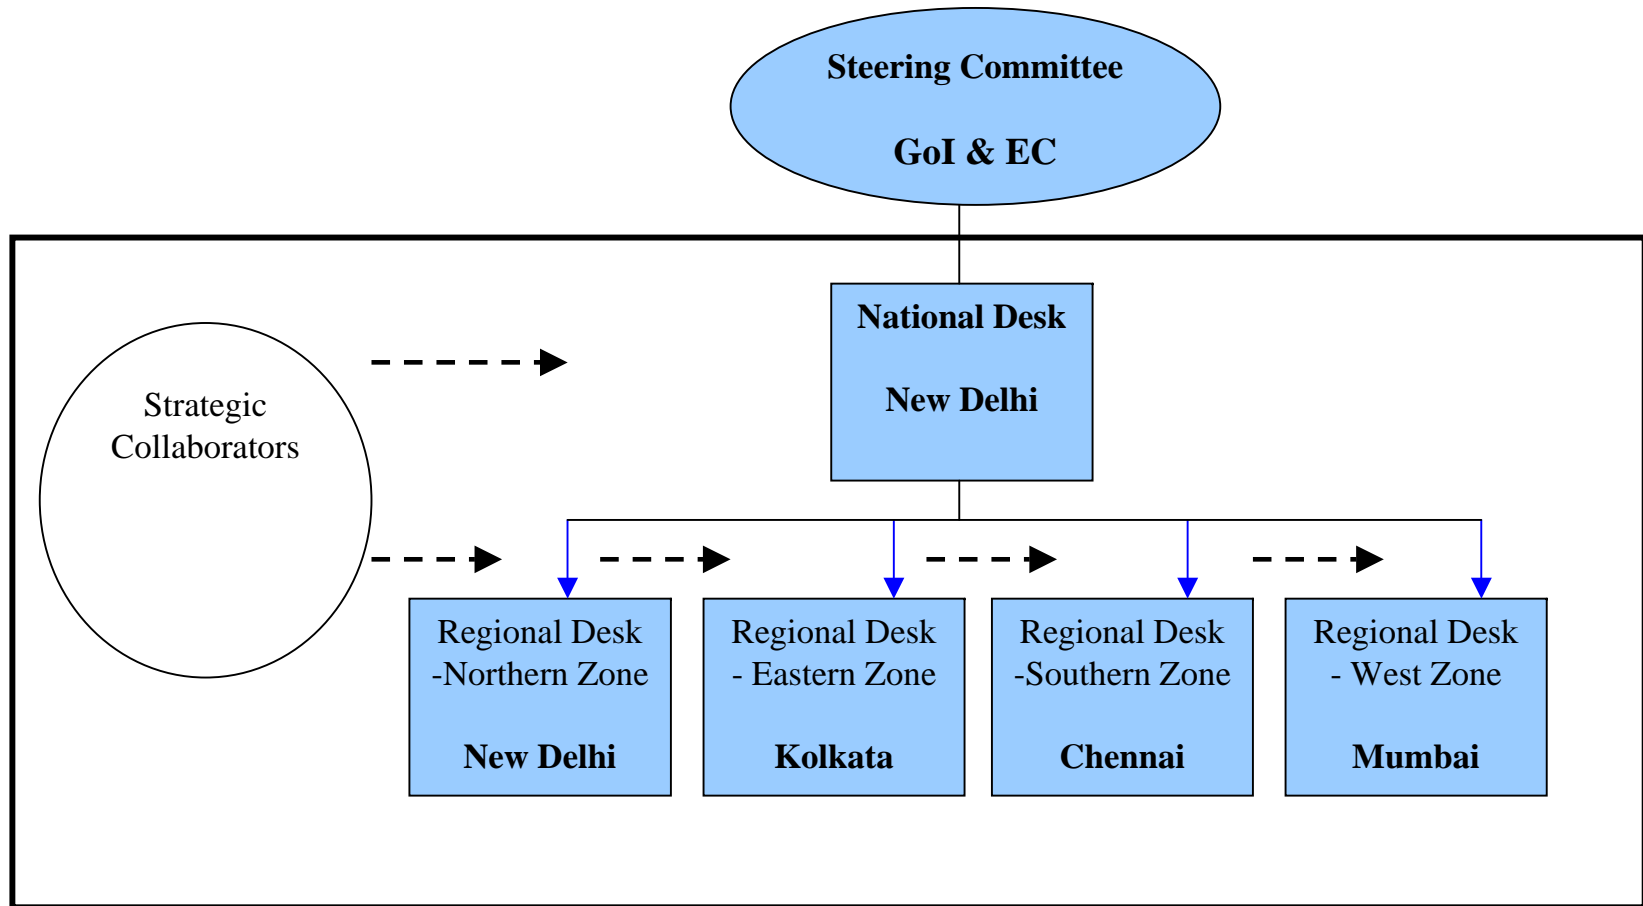 Steering Committee
GoI & EC
National Desk
New Delhi
Strategic
Collaborators
Regional Desk
-Northern Zone
New Delhi
Regional Desk
- Eastern Zone
Kolkata
Regional Desk
-Southern Zone
Chennai
Regional Desk
- West Zone
Mumbai